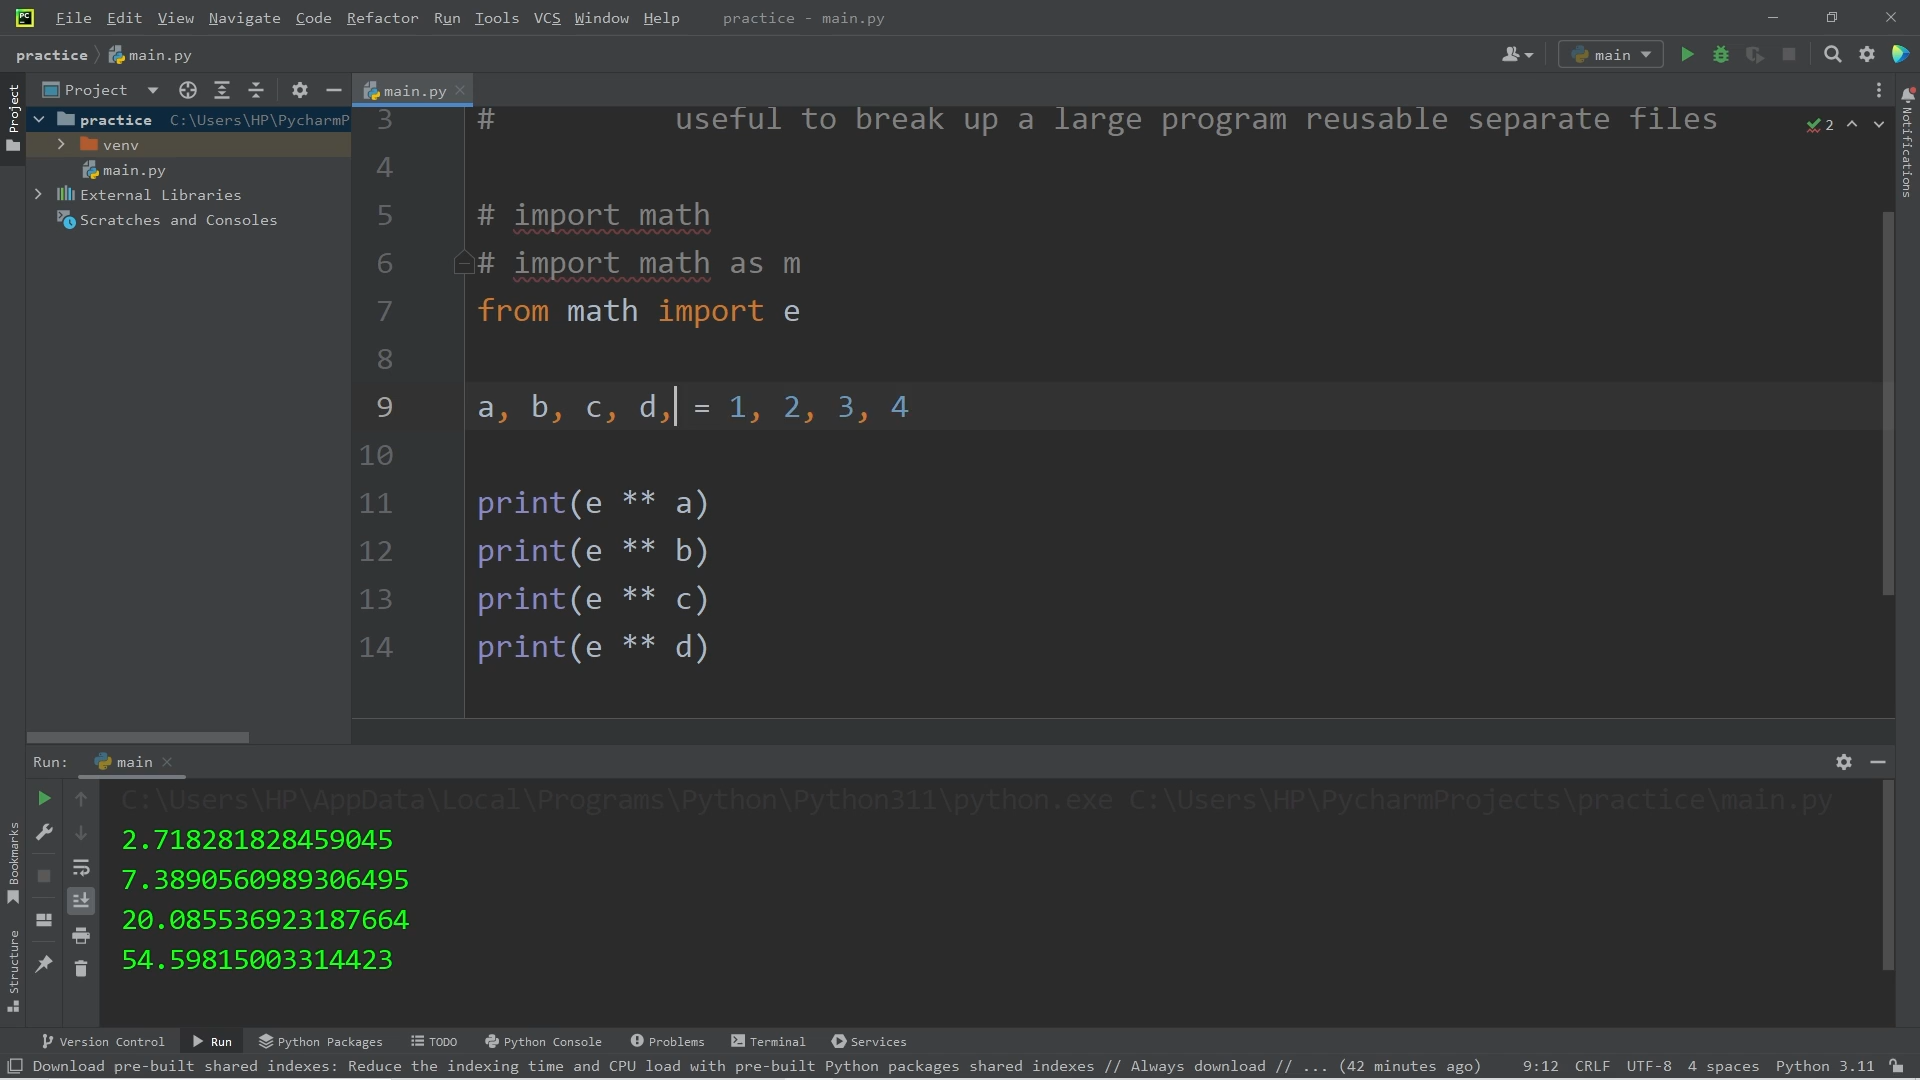 File Edit View Navigate Code Refactor Run Tools VCS Window Help practice - main.py
practice main.py main
Project main.py
Project
practice C:\Users\HP\PycharmP
venv
main.py
External Libraries
Scratches and Consoles
3 # useful to break up a large program reusable separate files
2
4
5 # import math
6 # import math as m
7 from math import e
8
9 a, b, c, d, = 1, 2, 3, 4
10
11 print(e ** a)
12 print(e ** b)
13 print(e ** c)
14 print(e ** d)
Notifications
Run: main
C:\Users\HP\AppData\Local\Programs\Python\Python311\python.exe C:\Users\HP\PycharmProjects\practice\main.py
2.718281828459045
7.3890560989306495
20.085536923187664
54.59815003314423
Bookmarks
Structure
Version Control Run Python Packages TODO Python Console Problems Terminal Services
Download pre-built shared indexes: Reduce the indexing time and CPU load with pre-built Python packages shared indexes // Always download // ... (42 minutes ago) 9:12 CRLF UTF-8 4 spaces Python 3.11